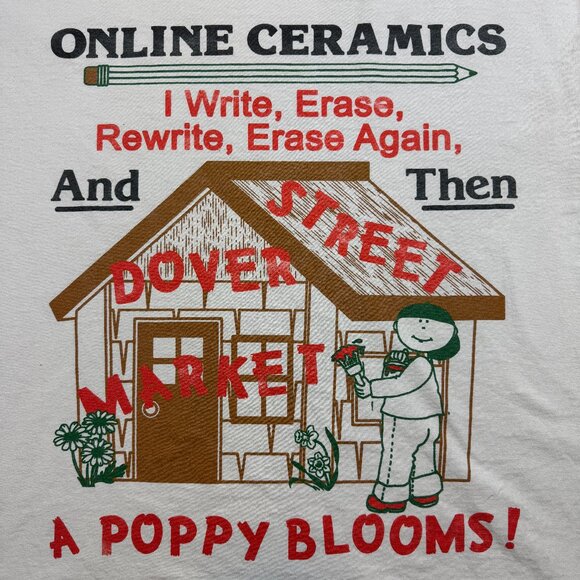 ONLINE CERAMICS
I Write, Erase,
Rewrite, Erase Again,
And Then
DOVER STREET
MARKET
A POPPY BLOOMS!